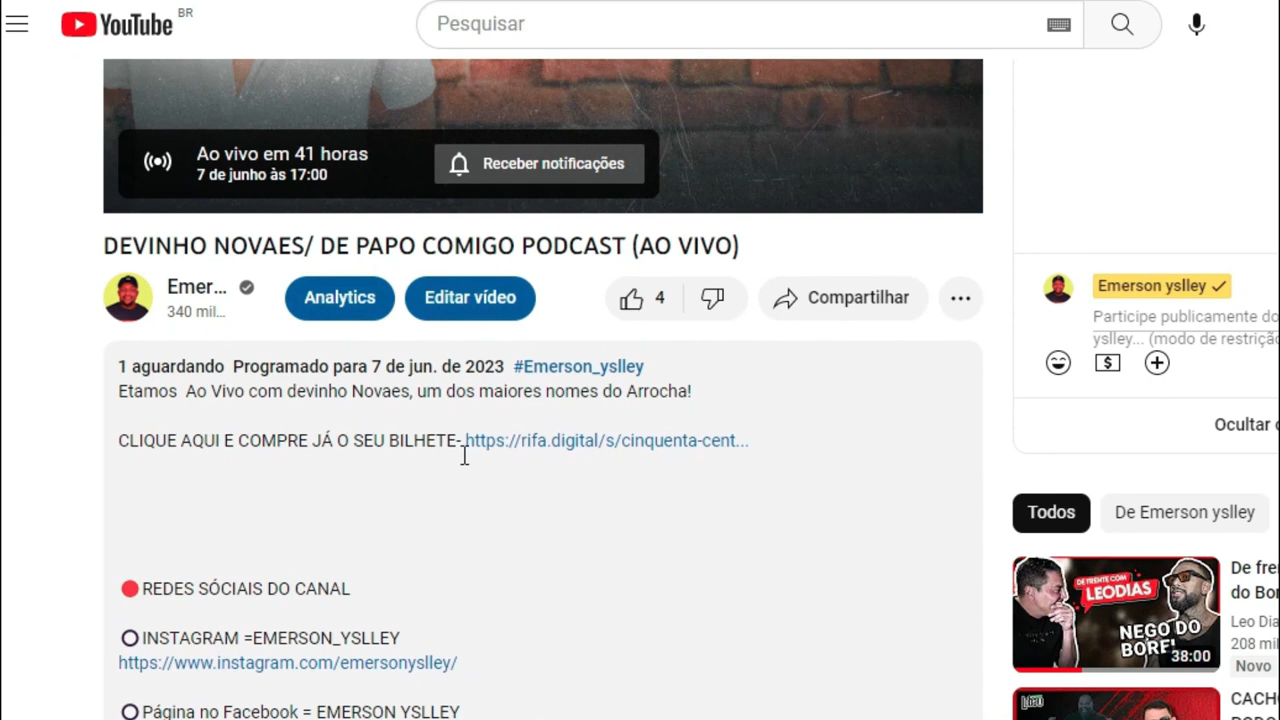 YouTube BR
Pesquisar
Ao vivo em 41 horas
7 de junho às 17:00
Receber notificações
DEVINHO NOVAES/ DE PAPO COMIGO PODCAST (AO VIVO)
Emer...
340 mil...
Analytics
Editar vídeo
4
Compartilhar
1 aguardando Programado para 7 de jun. de 2023 #Emerson_yslley
Etamos Ao Vivo com devinho Novaes, um dos maiores nomes do Arrocha!
CLIQUE AQUI E COMPRE JÁ O SEU BILHETE- https://rifa.digital/s/cinquenta-cent...
REDES SÓCIAIS DO CANAL
INSTAGRAM =EMERSON_YSLLEY
https://www.instagram.com/emersonyslley/
Página no Facebook = EMERSON YSLLEY
Emerson yslley
Participe publicamente do
yslley... (modo de restriçã
$
Ocultar
Todos
De Emerson yslley
DE FRENTE COM
LEODIAS
NEGO DO
BOREL
38:00
De fre
do Bor
Leo Dia
208 mil
Novo
CACH